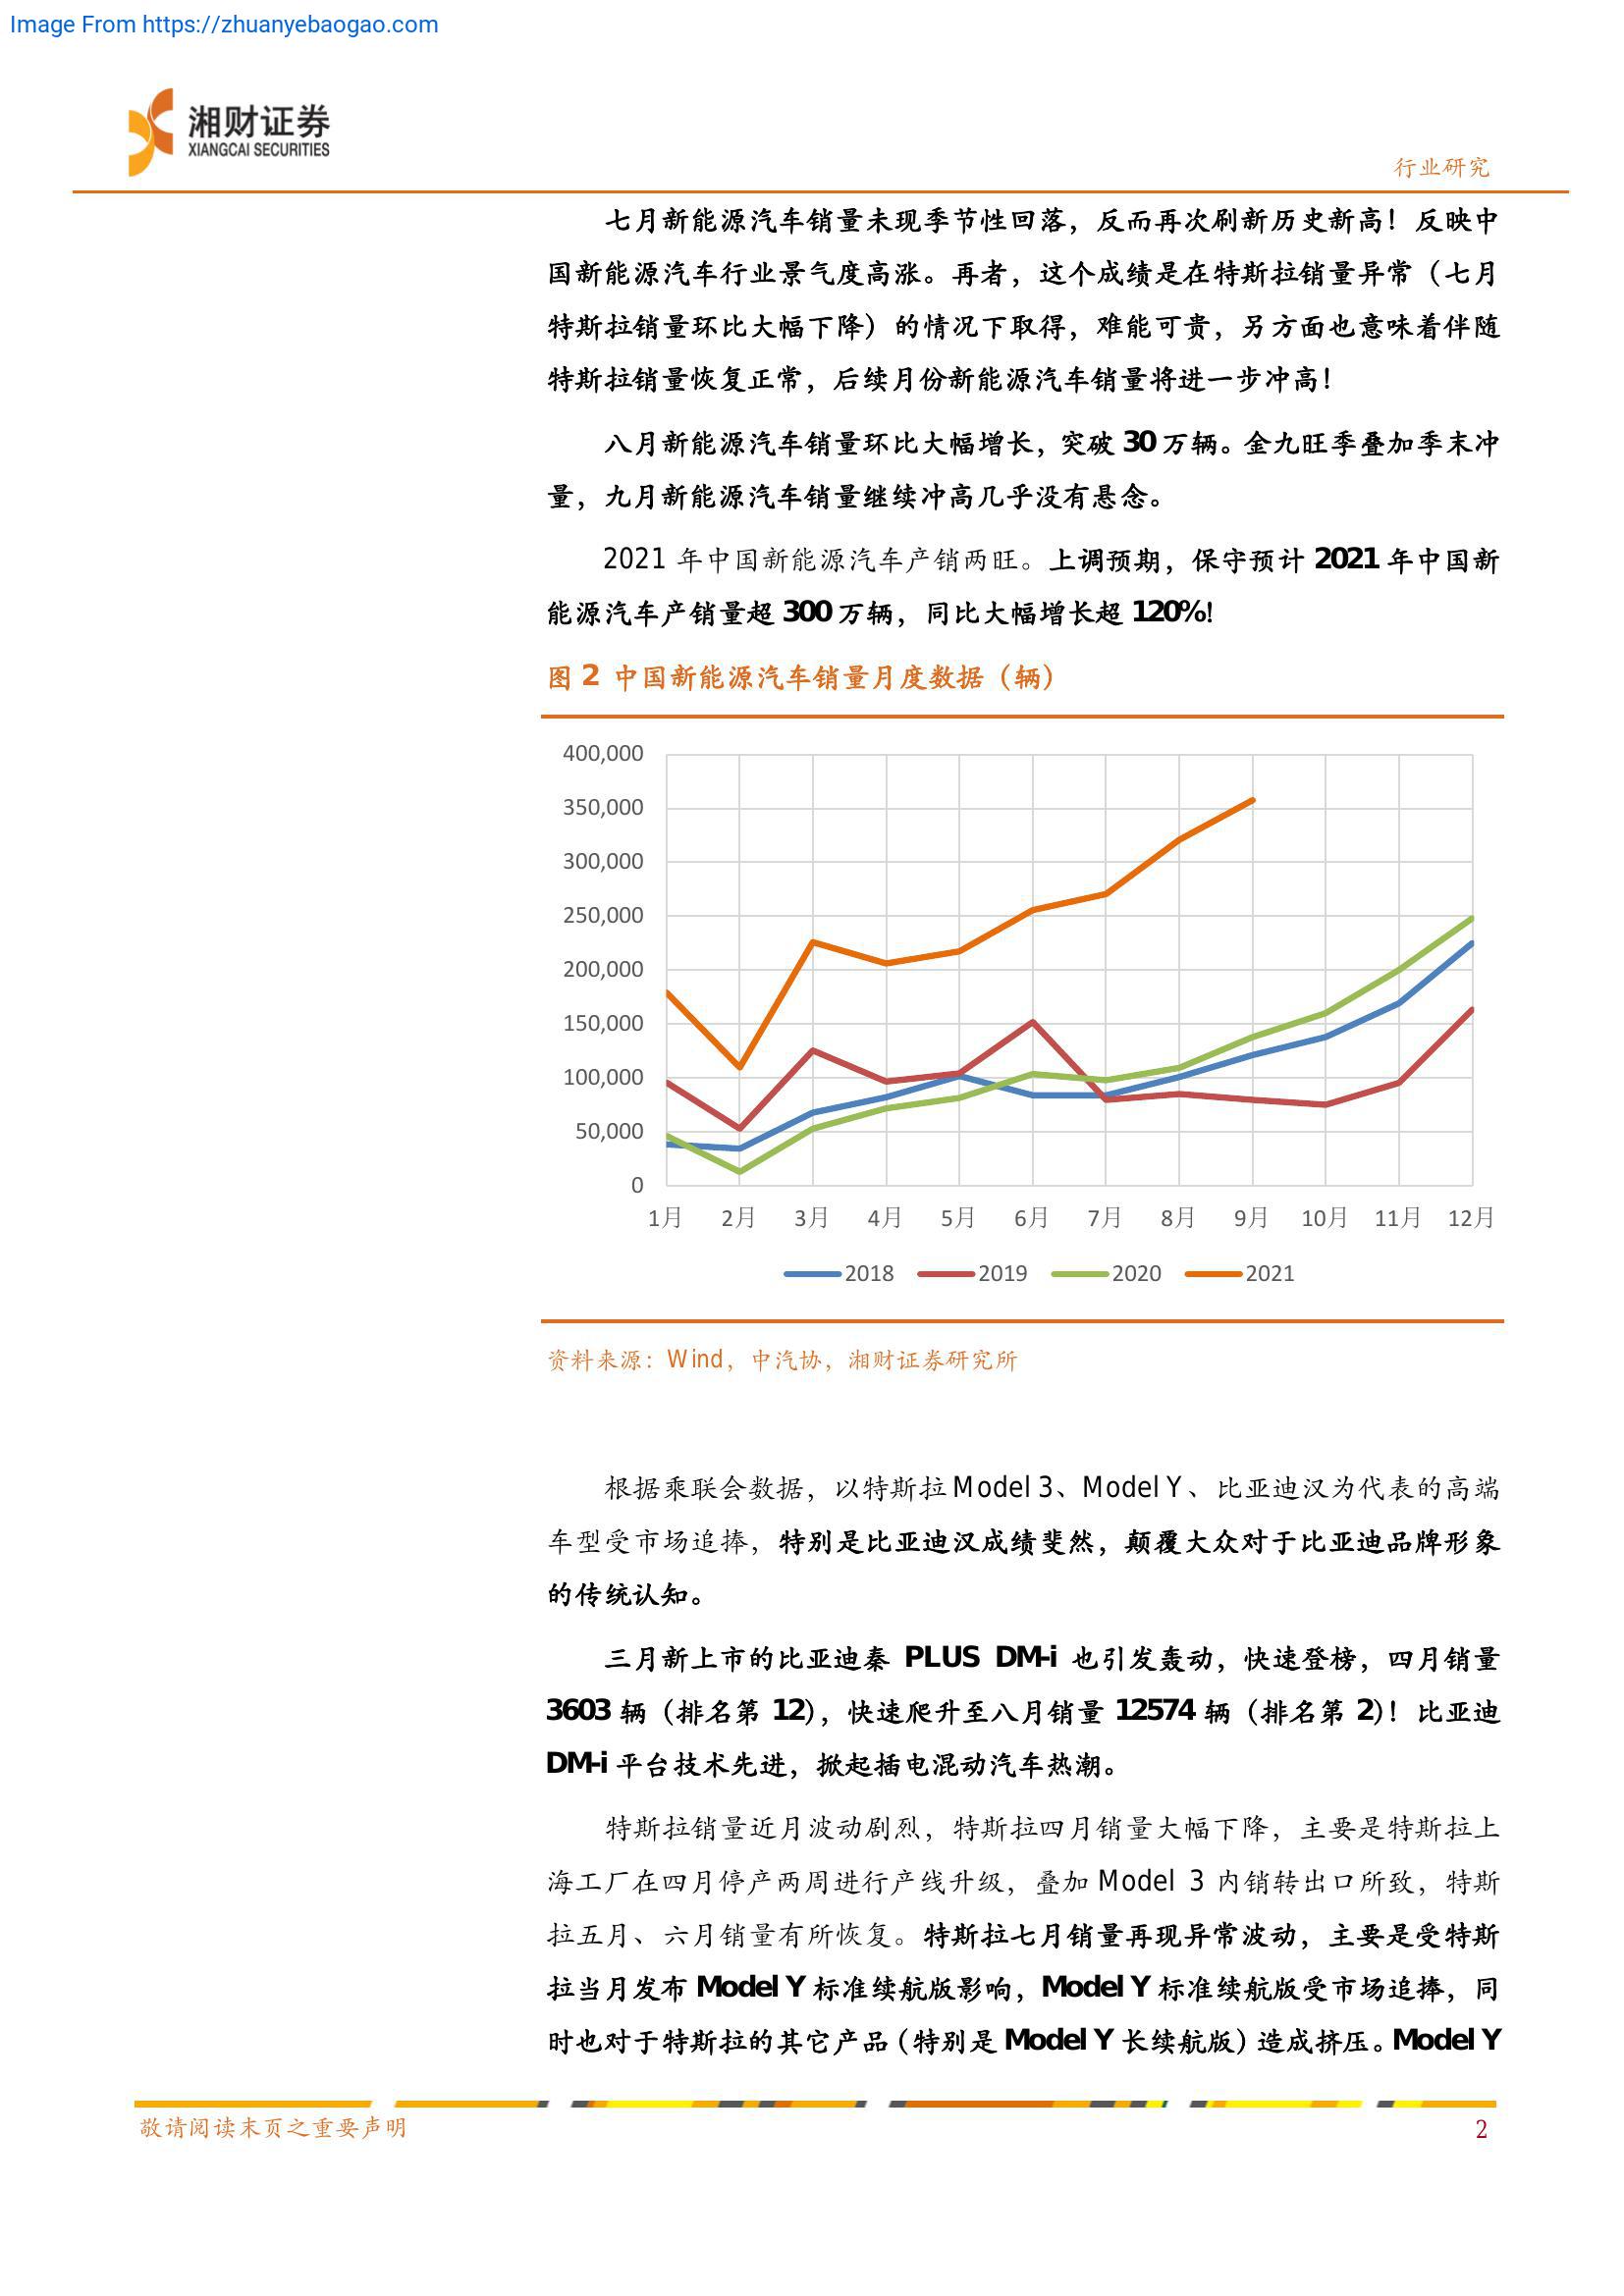 Image From https://zhuanyebaogao.com
湘财证券
XIANGCAI SECURITIES
行业研究
七月新能源汽车销量未现季节性回落，反而再次刷新历史新高！反映中
国新能源汽车行业景气度高涨。再者，这个成绩是在特斯拉销量异常（七月
特斯拉销量环比大幅下降）的情况下取得，难能可贵，另方面也意味着伴随
特斯拉销量恢复正常，后续月份新能源汽车销量将进一步冲高！
八月新能源汽车销量环比大幅增长，突破 30 万辆。金九旺季叠加季末冲
量，九月新能源汽车销量继续冲高几乎没有悬念。
2021 年中国新能源汽车产销两旺。上调预期，保守预计 2021 年中国新
能源汽车产销量超 300 万辆，同比大幅增长超 120%！
图 2 中国新能源汽车销量月度数据（辆）
400,000
350,000
300,000
250,000
200,000
150,000
100,000
50,000
0
1月 2月 3月 4月 5月 6月 7月 8月 9月 10月 11月 12月
2018 2019 2020 2021
资料来源：Wind，中汽协，湘财证券研究所
根据乘联会数据，以特斯拉 Model 3、Model Y、比亚迪汉为代表的高端
车型受市场追捧，特别是比亚迪汉成绩斐然，颠覆大众对于比亚迪品牌形象
的传统认知。
三月新上市的比亚迪秦 PLUS DM-i 也引发轰动，快速登榜，四月销量
3603 辆（排名第 12），快速爬升至八月销量 12574 辆（排名第 2）！比亚迪
DM-i 平台技术先进，掀起插电混动汽车热潮。
特斯拉销量近月波动剧烈，特斯拉四月销量大幅下降，主要是特斯拉上
海工厂在四月停产两周进行产线升级，叠加 Model 3 内销转出口所致，特斯
拉五月、六月销量有所恢复。特斯拉七月销量再现异常波动，主要是受特斯
拉当月发布 Model Y 标准续航版影响，Model Y 标准续航版受市场追捧，同
时也对于特斯拉的其它产品（特别是 Model Y 长续航版）造成挤压。Model Y
敬请阅读末页之重要声明
2